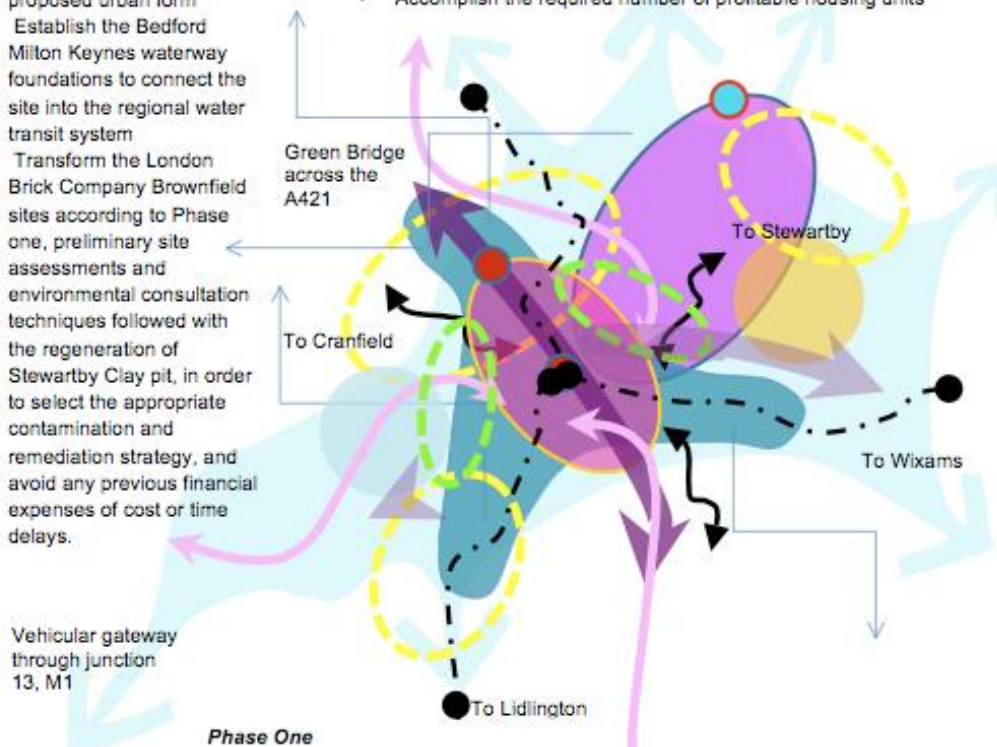 proposed urban form
Accomplish the required number of profitable housing units
Establish the Bedford
Milton Keynes waterway
foundations to connect the
site into the regional water
transit system
Transform the London
Brick Company Brownfield
sites according to Phase
one, preliminary site
assessments and
environmental consultation
techniques followed with
the regeneration of
Stewartby Clay pit, in order
to select the appropriate
contamination and
remediation strategy, and
avoid any previous financial
expenses of cost or time
delays.
Green Bridge
across the
A421
To Stewartby
To Cranfield
To Wixams
Vehicular gateway
through junction
13, M1
To Lidlington
Phase One